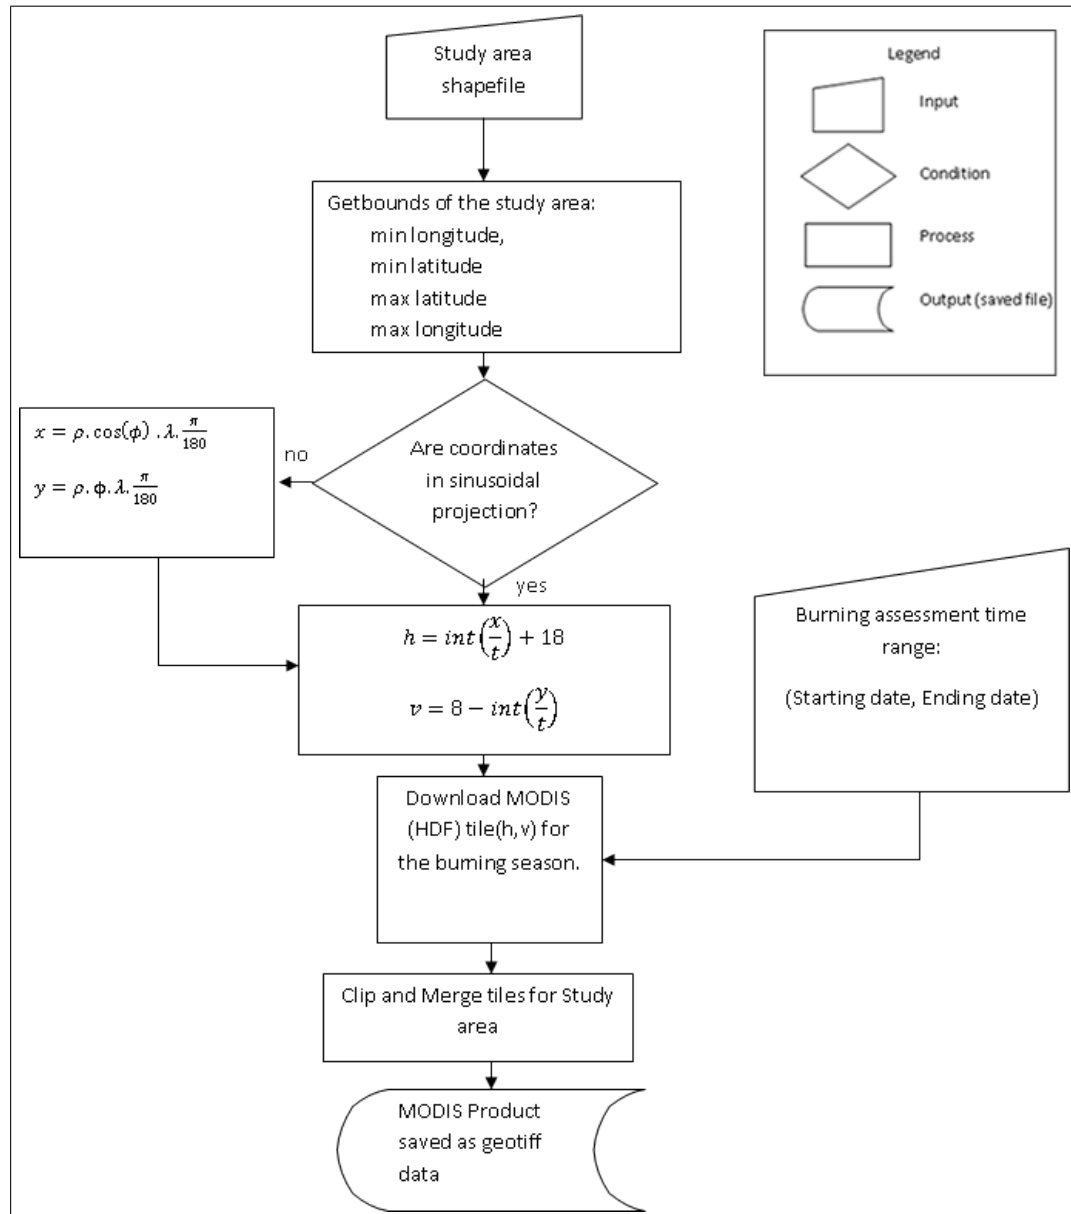 Study area
shapefile
Legend
Input
Condition
Process
Output (saved file)
Getbounds of the study area:
min longitude,
min latitude
max latitude
max longitude
Are coordinates
in sinusoidal
projection?
no
x = ρ. cos(ϕ) . λ. π/180
y = ρ. ϕ. λ. π/180
yes
h = int(x/t) + 18
v = 8 − int(y/t)
Burning assessment time
range:
(Starting date, Ending date)
Download MODIS
(HDF) tile(h,v) for
the burning season.
Clip and Merge tiles for Study
area
MODIS Product
saved as geotiff
data